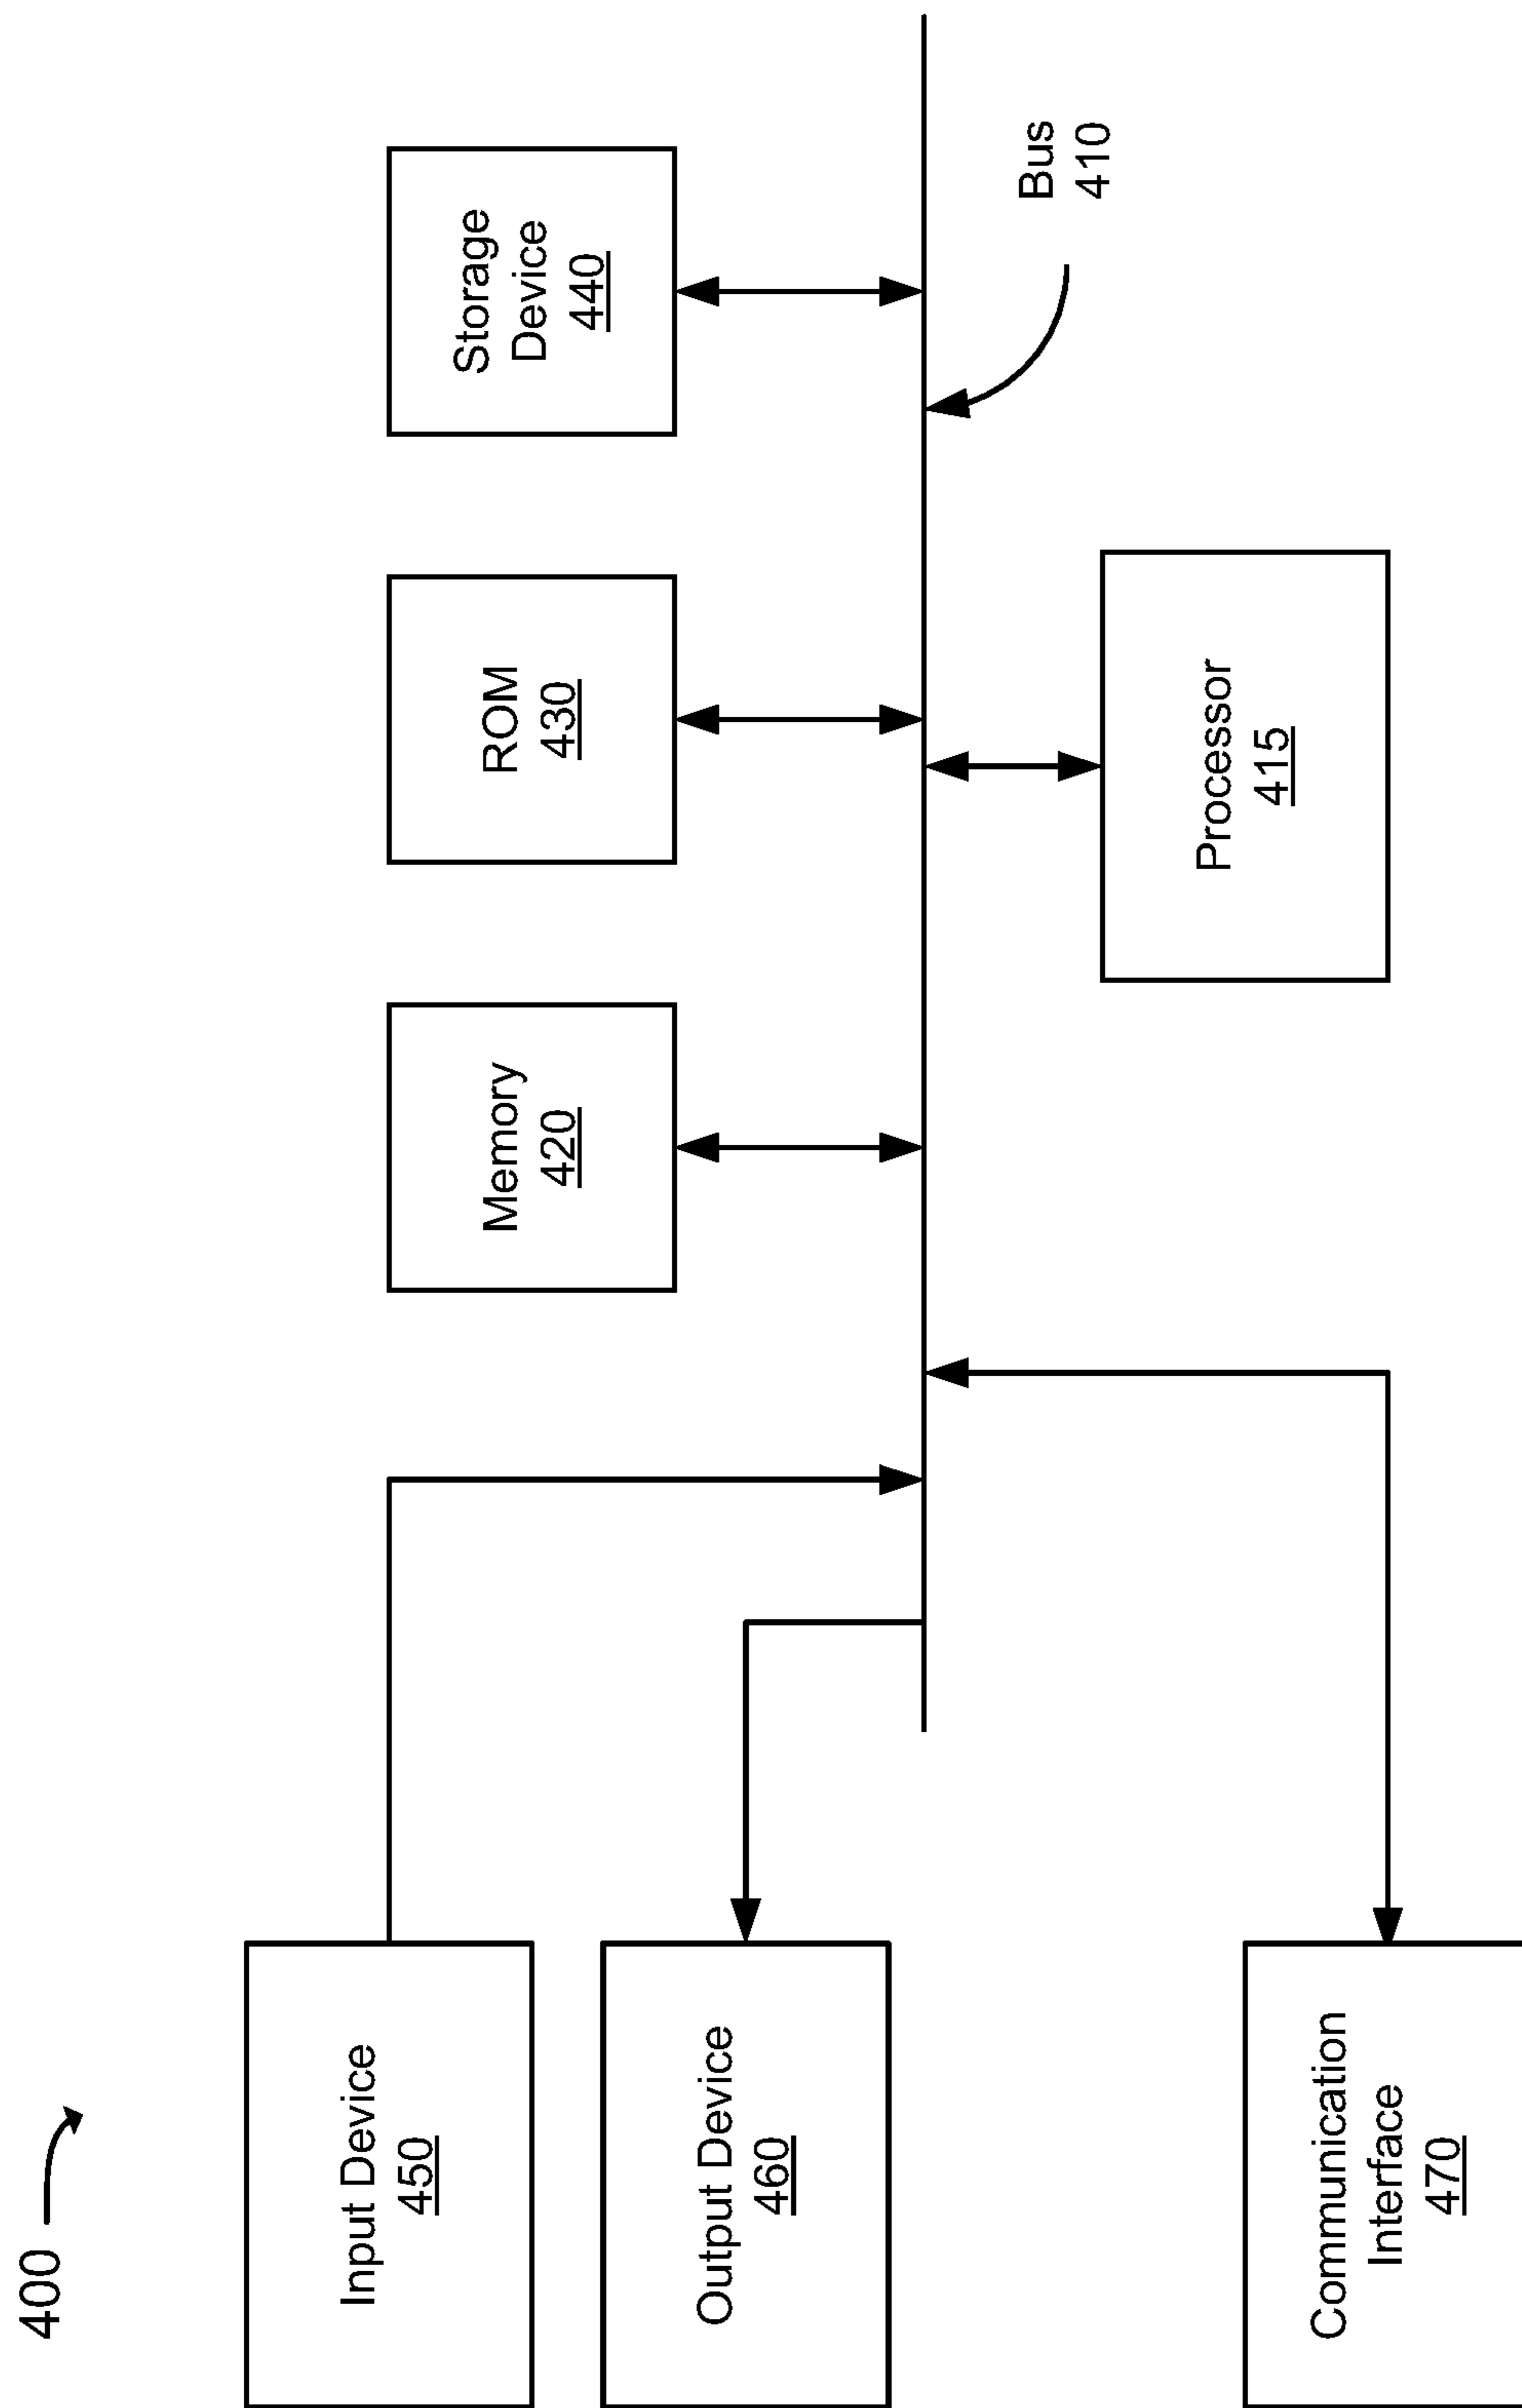 400
Input Device
450
Memory
420
ROM
430
Storage
Device
440
Output Device
460
Bus
410
Processor
415
Communication
Interface
470